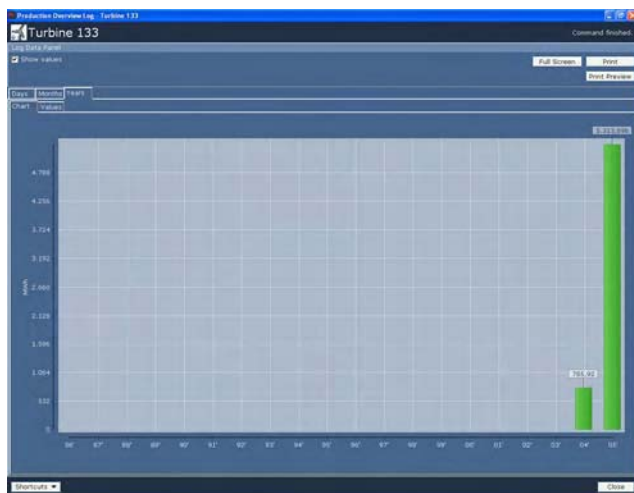 Production Overview Log - Turbine 133
Turbine 133
Command finished.
Log Data Panel
Show values
Full Screen
Print
Print Preview
Days
Months
Years
Chart
Values
4.788
4.256
3.724
3.192
MWh
2.128
1.596
1.064
532
0
765,92
86'
87'
88'
89'
90'
91'
92'
93'
94'
95'
96'
97'
98'
99'
00'
01'
02'
03'
04'
05'
Shortcuts
Close